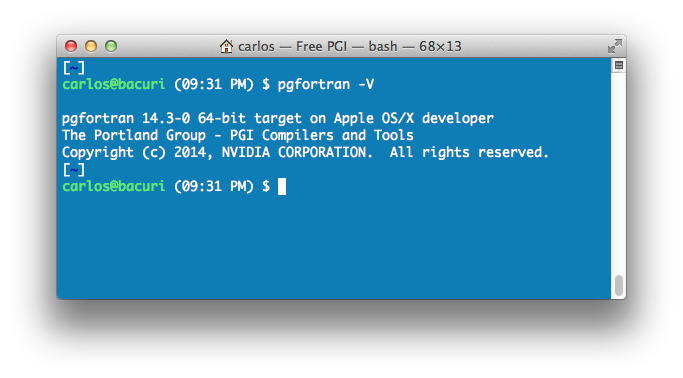 carlos — Free PGI — bash — 68×13
[~]
carlos@bacuri (09:31 PM) $ pgfortran -V
pgfortran 14.3-0 64-bit target on Apple OS/X developer
The Portland Group - PGI Compilers and Tools
Copyright (c) 2014, NVIDIA CORPORATION.  All rights reserved.
[~]
carlos@bacuri (09:31 PM) $